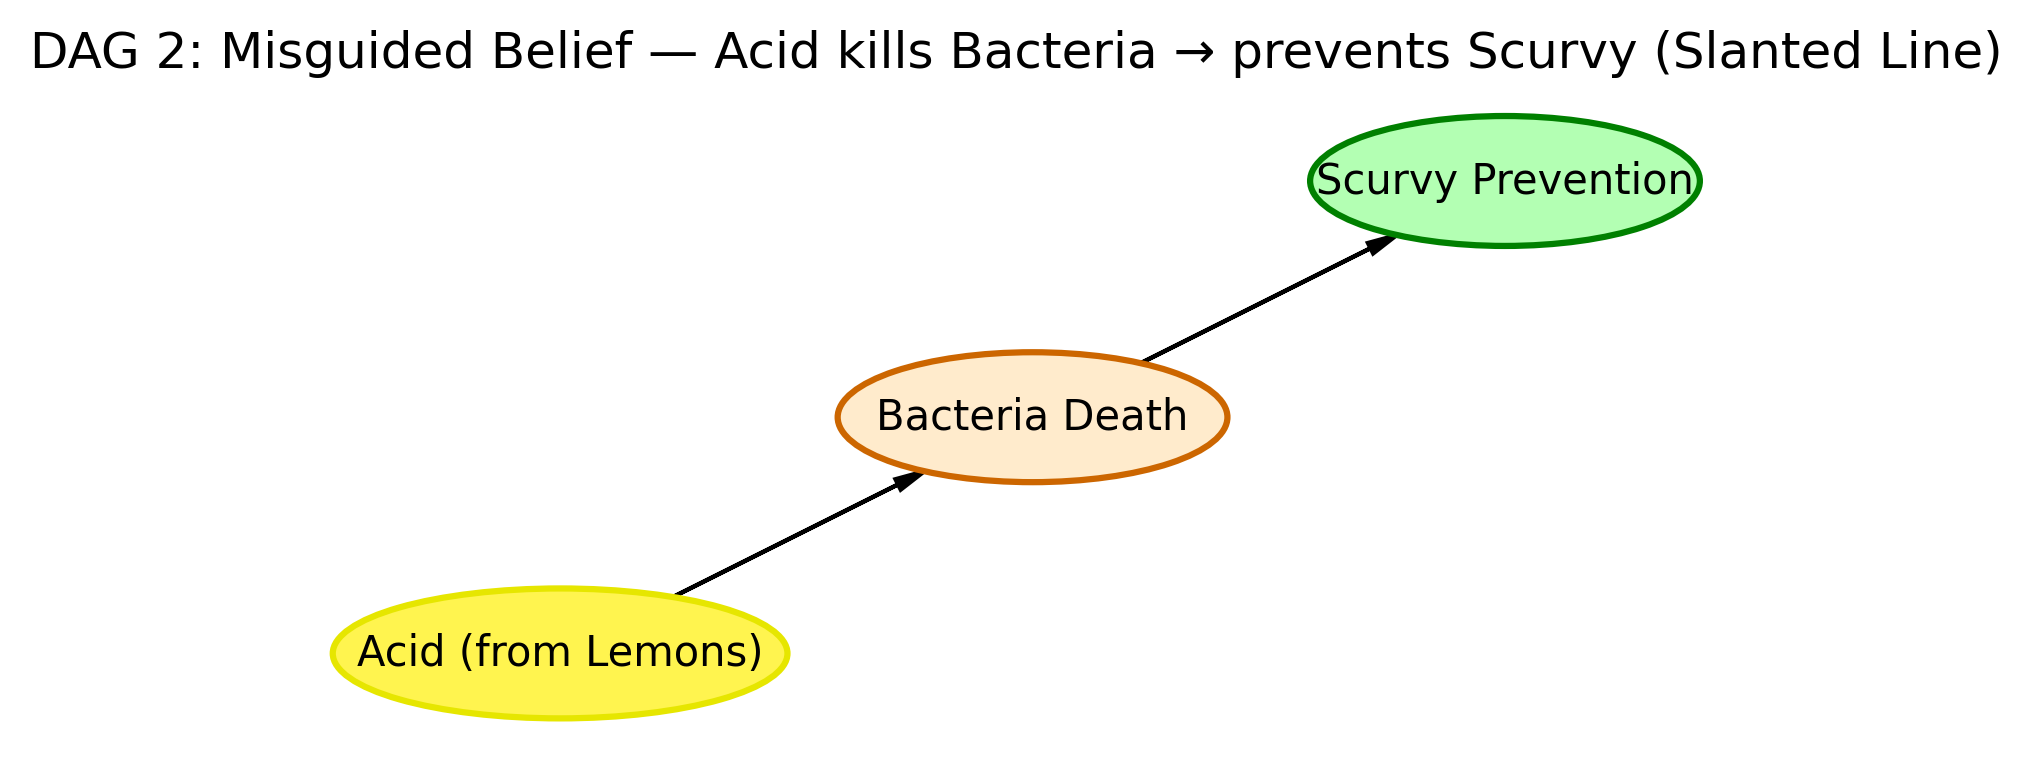 DAG 2: Misguided Belief — Acid kills Bacteria → prevents Scurvy (Slanted Line)
Scurvy Prevention
Bacteria Death
Acid (from Lemons)